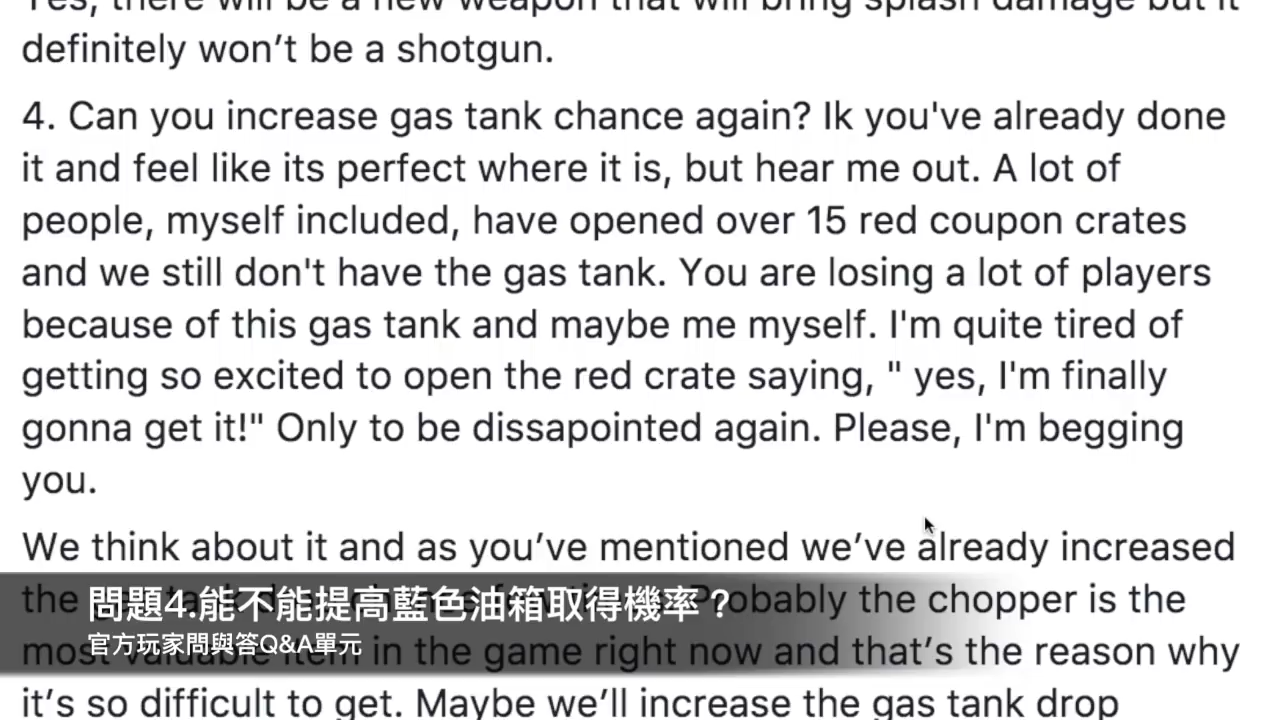 Yes, there will be a new weapon that will bring splash damage but it
definitely won’t be a shotgun.
4. Can you increase gas tank chance again? Ik you've already done
it and feel like its perfect where it is, but hear me out. A lot of
people, myself included, have opened over 15 red coupon crates
and we still don't have the gas tank. You are losing a lot of players
because of this gas tank and maybe me myself. I'm quite tired of
getting so excited to open the red crate saying, " yes, I'm finally
gonna get it!" Only to be dissapointed again. Please, I'm begging
you.
We think about it and as you’ve mentioned we’ve already increased
the Probably the chopper is the
問題4.能不能提高藍色油箱取得機率？
most valuable item in the game right now and that’s the reason why
官方玩家問與答Q&A單元
it’s so difficult to get. Maybe we’ll increase the gas tank drop